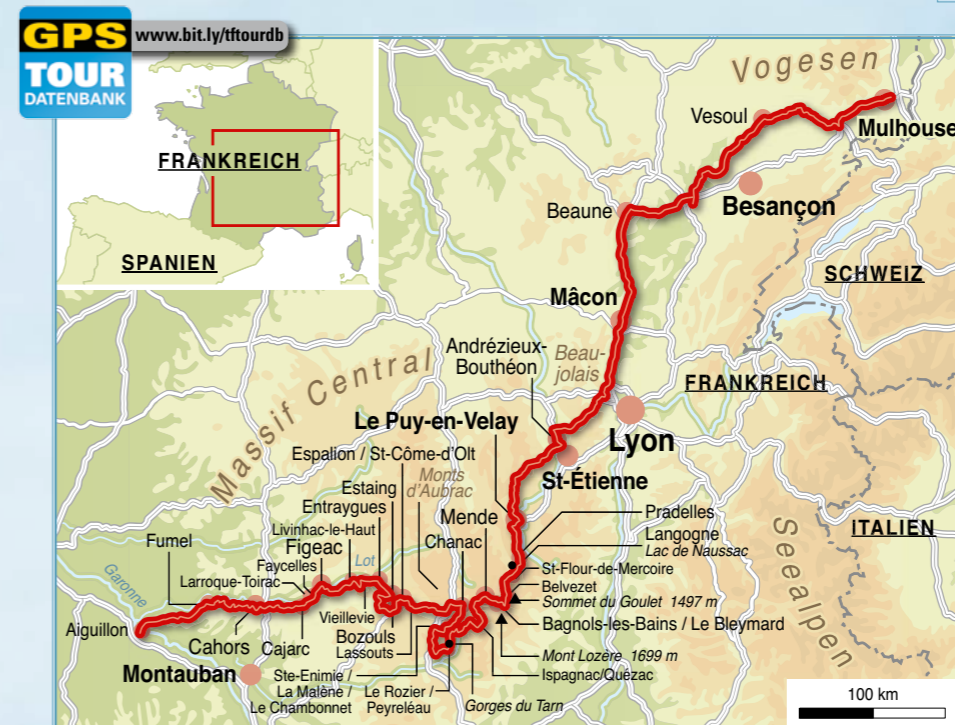 GPS
www.bit.ly/tftourdb
TOUR
DATENBANK
FRANKREICH
SPANIEN
Vogesen
Vesoul
Mulhouse
Besançon
Beaune
SCHWEIZ
Mâcon
Andrézieux-
Bouthéon
Beau-
jolais
FRANKREICH
Massif Central
Le Puy-en-Velay
Lyon
Espalion / St-Côme-d'Olt
St-Étienne
Monts
d'Aubrac
Estaing
Entraygues
Mende
Pradelles
Livinhac-le-Haut
Langogne
ITALIEN
Fumel
Figeac
Lot
Chanac
Lac de Naussac
Faycelles
St-Flour-de-Mercoire
Garonne
Larroque-Toirac
Belvezet
Seealpen
Sommet du Goulet 1497 m
Aiguillon
Vieillevie
Bagnols-les-Bains / Le Bleymard
Cahors
Cajarc
Bozouls
Lassouts
Mont Lozère 1699 m
Montauban
Ste-Enimie /
La Malène /
Le Chambonnet
Ispagnac/Quézac
Le Rozier /
Peyreléau
Gorges du Tarn
100 km